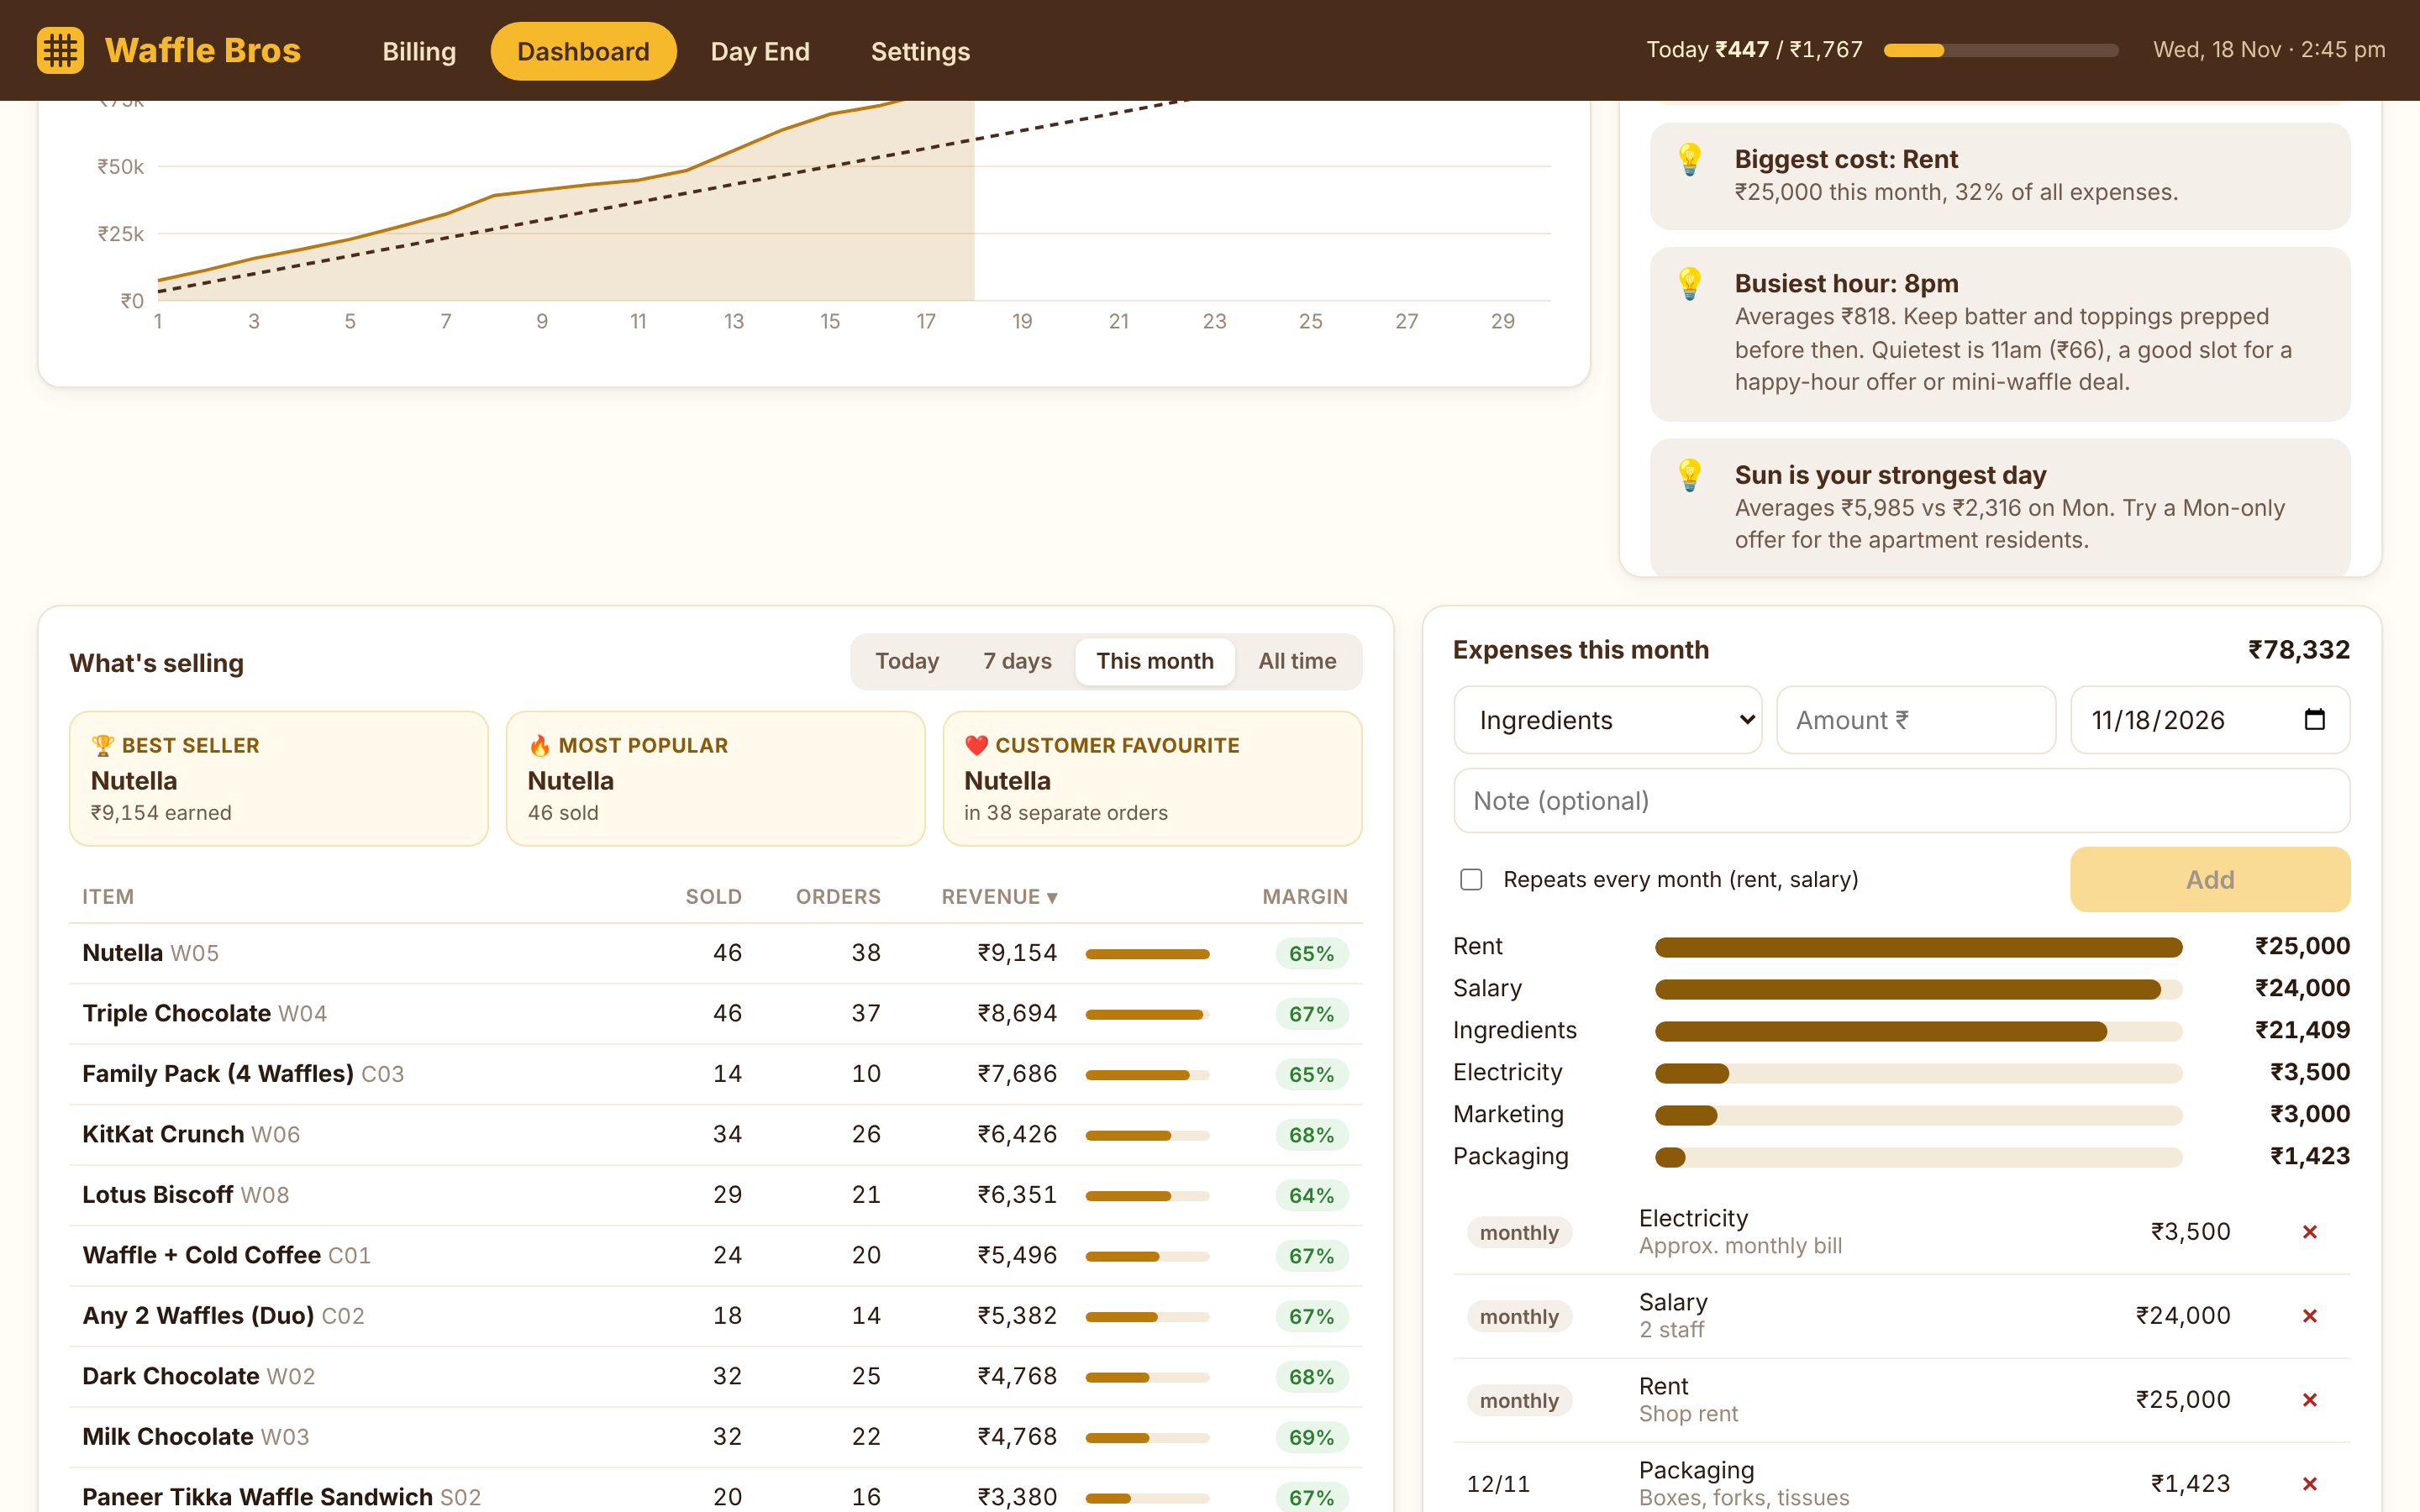 Waffle Bros
Billing
Dashboard
Day End
Settings
Today ₹447 / ₹1,767
Wed, 18 Nov · 2:45 pm
₹75k
₹50k
₹25k
₹0
1 3 5 7 9 11 13 15 17 19 21 23 25 27 29
💡 Biggest cost: Rent
₹25,000 this month, 32% of all expenses.
💡 Busiest hour: 8pm
Averages ₹818. Keep batter and toppings prepped
before then. Quietest is 11am (₹66), a good slot for a
happy-hour offer or mini-waffle deal.
💡 Sun is your strongest day
Averages ₹5,985 vs ₹2,316 on Mon. Try a Mon-only
offer for the apartment residents.
What's selling
Today 7 days This month All time
🏆 BEST SELLER
Nutella
₹9,154 earned
🔥 MOST POPULAR
Nutella
46 sold
❤️ CUSTOMER FAVOURITE
Nutella
in 38 separate orders
ITEM SOLD ORDERS REVENUE ▼ MARGIN
Nutella W05 46 38 ₹9,154 65%
Triple Chocolate W04 46 37 ₹8,694 67%
Family Pack (4 Waffles) C03 14 10 ₹7,686 65%
KitKat Crunch W06 34 26 ₹6,426 68%
Lotus Biscoff W08 29 21 ₹6,351 64%
Waffle + Cold Coffee C01 24 20 ₹5,496 67%
Any 2 Waffles (Duo) C02 18 14 ₹5,382 67%
Dark Chocolate W02 32 25 ₹4,768 68%
Milk Chocolate W03 32 22 ₹4,768 69%
Paneer Tikka Waffle Sandwich S02 20 16 ₹3,380 67%
Expenses this month ₹78,332
Ingredients
Amount ₹
11/18/2026
Note (optional)
Repeats every month (rent, salary)
Add
Rent ₹25,000
Salary ₹24,000
Ingredients ₹21,409
Electricity ₹3,500
Marketing ₹3,000
Packaging ₹1,423
monthly Electricity ₹3,500 ×
Approx. monthly bill
monthly Salary ₹24,000 ×
2 staff
monthly Rent ₹25,000 ×
Shop rent
12/11 Packaging ₹1,423 ×
Boxes, forks, tissues